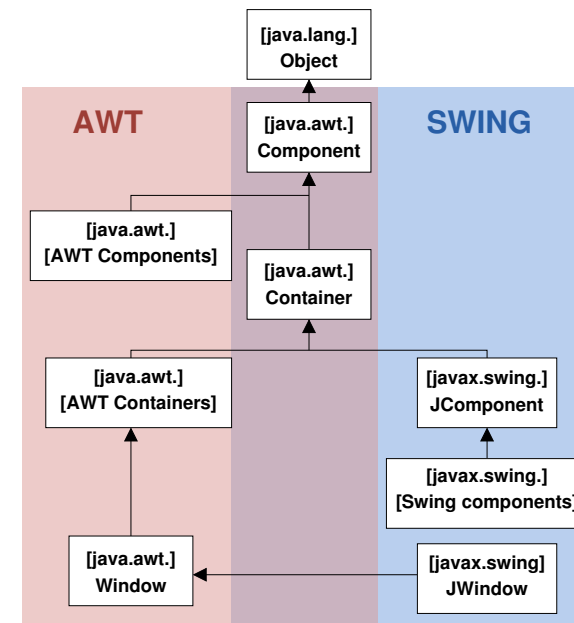 [java.lang.]
Object
AWT
SWING
[java.awt.]
Component
[java.awt.]
[AWT Components]
[java.awt.]
Container
[java.awt.]
[AWT Containers]
[javax.swing.]
JComponent
[javax.swing.]
[Swing components]
[java.awt.]
Window
[javax.swing]
JWindow